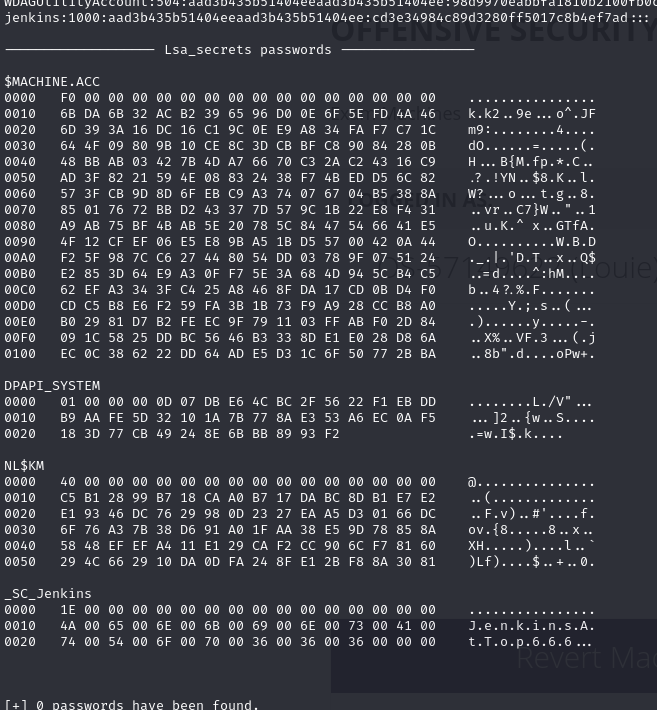 jenkins:1000:aad3b435b51404eeaad3b435b51404ee:cd3e34984c89d3280ff5017c8b4ef7ad:::
Lsa_secrets passwords
$MACHINE.ACC
0000 F0 00 00 00 00 00 00 00 00 00 00 00 00 00 00 00 ................
0010 6B DA 6B 32 AC B2 39 65 96 D0 0E 6F 5E FD 4A 46 k.k2..9e...o^.JF
0020 6D 39 3A 16 DC 16 C1 9C 0E E9 A8 34 FA F7 C7 1C m9:........4....
0030 64 4F 09 80 9B 10 CE 8C 3D CB BF C8 90 84 28 0B dO......=.....(.
0040 48 BB AB 03 42 7B 4D A7 66 70 C3 2A C2 43 16 C9 H...B{M.fp.*.C..
0050 AD 3F 82 21 59 4E 08 83 24 38 F7 4B ED D5 6C 82 .?.!YN..$8.K..l.
0060 57 3F CB 9D 8D 6F EB C9 A3 74 07 67 04 B5 38 8A W?...o...t.g..8.
0070 85 01 76 72 BB D2 43 37 7D 57 9C 1B 22 E8 F4 31 ..vr..C7}W.."..1
0080 A9 AB 75 BF 4B AB 5E 20 78 5C 84 47 54 66 41 E5 ..u.K.^ x..GTfA.
0090 4F 12 CF EF 06 E5 E8 9B A5 1B D5 57 00 42 0A 44 O..........W.B.D
00A0 F2 5F 98 7C C6 27 44 80 54 DD 03 78 9F 07 51 24 ._.|.'D.T..x..Q$
00B0 E2 85 3D 64 E9 A3 0F F7 5E 3A 68 4D 94 5C B4 C5 ..=d....^:hM....
00C0 62 EF A3 34 3F C4 25 A8 46 8F DA 17 CD 0B D4 F0 b..4?.%.F.......
00D0 CD C5 B8 E6 F2 59 FA 3B 1B 73 F9 A9 28 CC B8 A0 .....Y.;.s..(...
00E0 B0 29 81 D7 B2 FE EC 9F 79 11 03 FF AB F0 2D 84 .)......y.....-.
00F0 09 1C 58 25 DD BC 56 46 B3 33 8D E1 E0 28 D8 6A ..X%..VF.3...(.j
0100 EC 0C 38 62 22 DD 64 AD E5 D3 1C 6F 50 77 2B BA ..8b".d....oPw+.
DPAPI_SYSTEM
0000 01 00 00 00 0D 07 DB E6 4C BC 2F 56 22 F1 EB DD ........L./V"...
0010 B9 AA FE 5D 32 10 1A 7B 77 8A E3 53 A6 EC 0A F5 ...]2..{w..S....
0020 18 3D 77 CB 49 24 8E 6B BB 89 93 F2 .=w.I$.k....
NL$KM
0000 40 00 00 00 00 00 00 00 00 00 00 00 00 00 00 00 @...............
0010 C5 B1 28 99 B7 18 CA A0 B7 17 DA BC 8D B1 E7 E2 ..(.............
0020 E1 93 46 DC 76 29 98 0D 23 27 EA A5 D3 01 66 DC ..F.v)..#'....f.
0030 6F 76 A3 7B 38 D6 91 A0 1F AA 38 E5 9D 78 85 8A ov.{8.....8..x..
0040 58 48 EF EF A4 11 E1 29 CA F2 CC 90 6C F7 81 60 XH.....)....l..`
0050 29 4C 66 29 10 DA 0D FA 24 8F E1 2B F8 8A 30 81 )Lf)....$..+..0.
_SC_Jenkins
0000 1E 00 00 00 00 00 00 00 00 00 00 00 00 00 00 00 ................
0010 4A 00 65 00 6E 00 6B 00 69 00 6E 00 73 00 41 00 J.e.n.k.i.n.s.A.
0020 74 00 54 00 6F 00 70 00 36 00 36 00 36 00 00 00 t.T.o.p.6.6.6...
Revert Mac
[+] 0 passwords have been found.